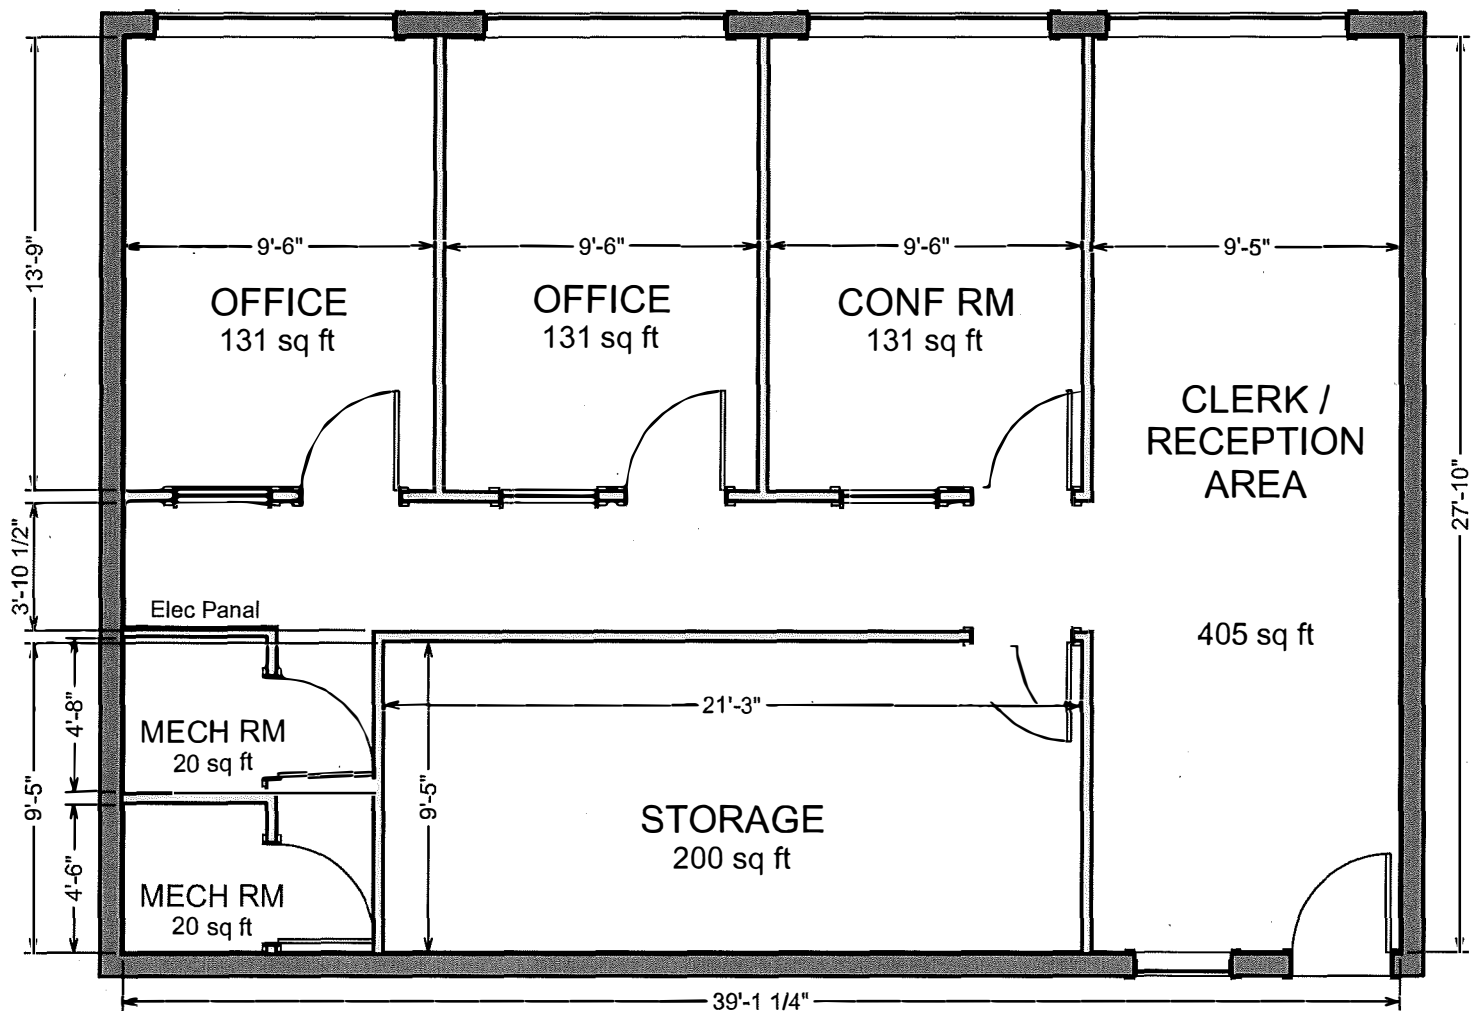 9'-6"
9'-6"
9'-6"
9'-5"
13'-9"
OFFICE
131 sq ft
OFFICE
131 sq ft
CONF RM
131 sq ft
CLERK /
RECEPTION
AREA
27'-10"
3'-10 1/2"
Elec Panal
405 sq ft
4'-8"
MECH RM
20 sq ft
21'-3"
9'-5"
9'-5"
STORAGE
200 sq ft
4'-6"
MECH RM
20 sq ft
39'-1 1/4"